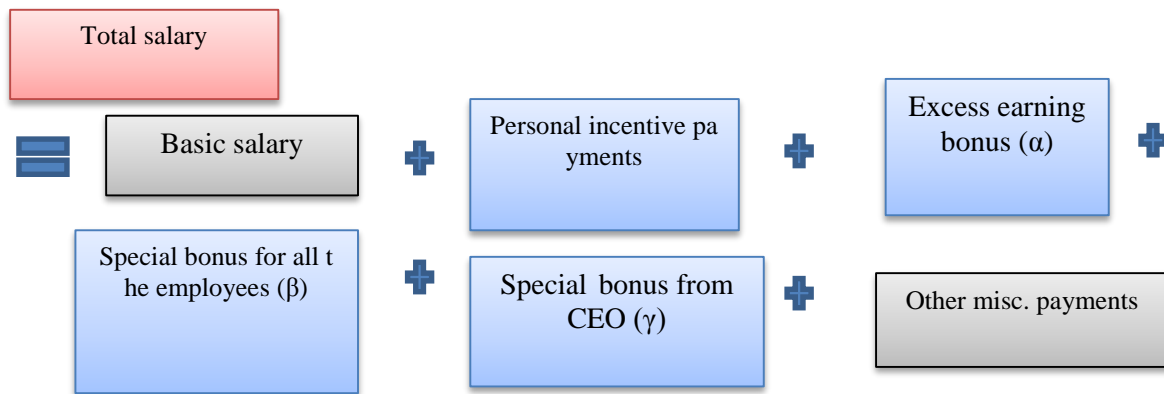 Total salary
Basic salary
Personal incentive pa
yments
Excess earning
bonus (α)
Special bonus for all t
he employees (β)
Special bonus from
CEO (γ)
Other misc. payments